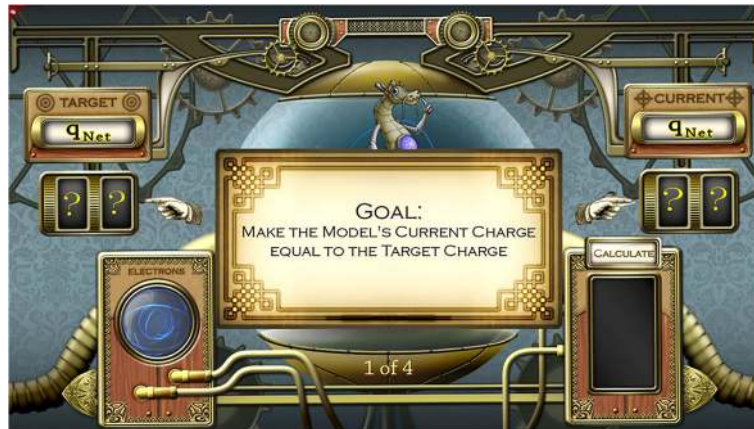 TARGET
qNet
? ?
CURRENT
qNet
? ?
GOAL:
MAKE THE MODEL'S CURRENT CHARGE
EQUAL TO THE TARGET CHARGE
ELECTRONS
CALCULATE
1 of 4